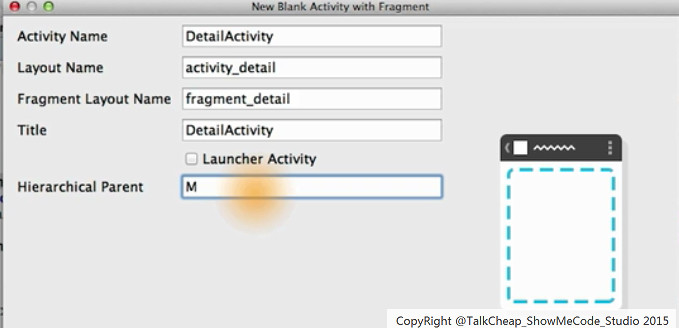 New Blank Activity with Fragment
Activity Name DetailActivity
Layout Name activity_detail
Fragment Layout Name fragment_detail
Title DetailActivity
Launcher Activity
Hierarchical Parent M
CopyRight @TalkCheap_ShowMeCode_Studio 2015